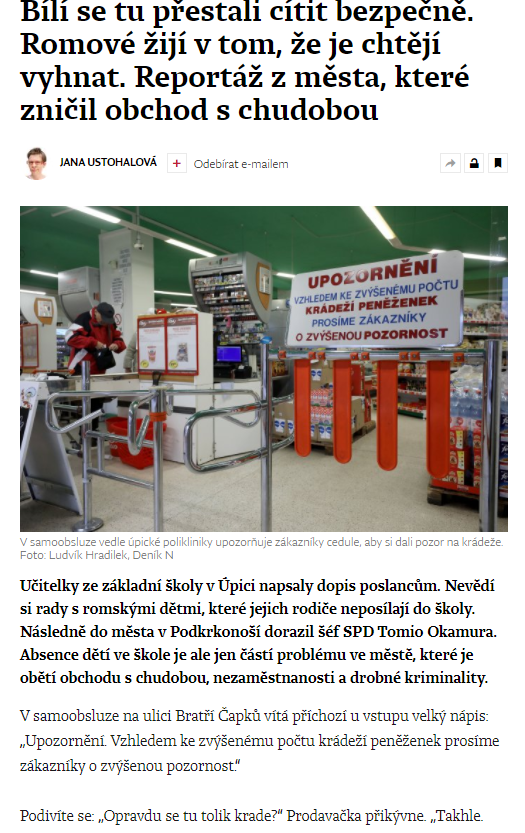 Bílí se tu přestali cítit bezpečně.
Romové žijí v tom, že je chtějí
vyhnat. Reportáž z města, které
zničil obchod s chudobou
JANA USTOHALOVÁ + Odebírat e-mailem
UPOZORNĚNÍ
VZHLEDEM KE ZVÝŠENÉMU POČTU
KRÁDEŽÍ PENĚŽENEK
PROSÍME ZÁKAZNÍKY
O ZVÝŠENOU POZORNOST
V samoobsluze vedle úpické polikliniky upozorňuje zákazníky cedule, aby si dali pozor na krádeže.
Foto: Ludvík Hradilek, Deník N
Učitelky ze základní školy v Úpici napsaly dopis poslancům. Nevědí
si rady s romskými dětmi, které jejich rodiče neposílají do školy.
Následně do města v Podkrkonoší dorazil šéf SPD Tomio Okamura.
Absence dětí ve škole je ale jen částí problému ve městě, které je
obětí obchodu s chudobou, nezaměstnanosti a drobné kriminality.
V samoobsluze na ulici Bratří Čapků vítá příchozí u vstupu velký nápis:
„Upozornění. Vzhledem ke zvýšenému počtu krádeží peněženek prosíme
zákazníky o zvýšenou pozornost.“
Podivíte se: „Opravdu se tu tolik krade?“ Prodavačka přikývne. „Takhle.